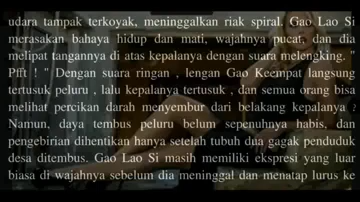 udara tampak terkoyak, meninggalkan riak spiral. Gao Lao Si
merasakan bahaya hidup dan mati, wajahnya pucat, dan dia
melipat tangannya di atas kepalanya dengan suara melengking. "
Pfft ! " Dengan suara ringan , lengan Gao Keempat langsung
tertusuk peluru , lalu kepalanya tertusuk , dan semua orang bisa
melihat percikan darah menyembur dari belakang kepalanya ?
Namun, daya tembus peluru belum sepenuhnya habis, dan
pengebirian dihentikan hanya setelah tubuh dua gagak penduduk
desa ditembus. Gao Lao Si masih memiliki ekspresi yang luar
biasa di wajahnya sebelum dia meninggal dan menatap lurus ke